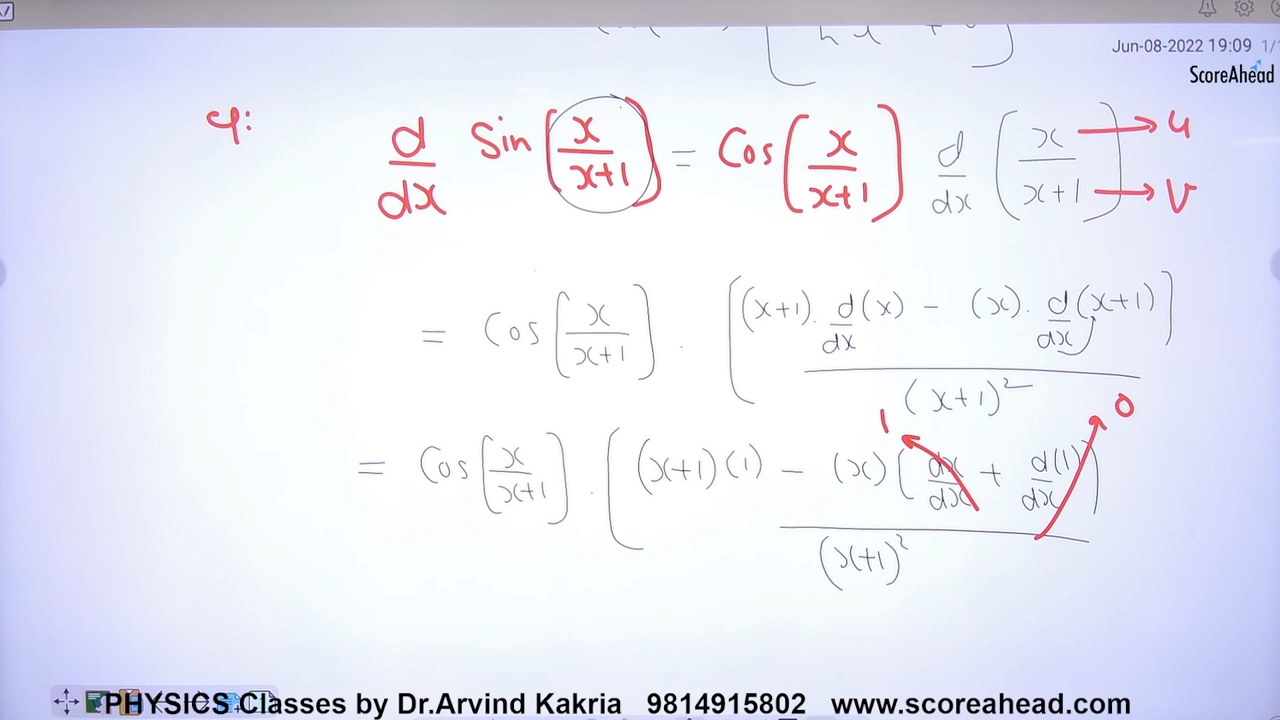 Jun-08-2022 19:09 1/
ScoreAhead
φ:
d/dx Sin(x/x+1) = Cos(x/x+1) d/dx (x/x+1) → u → v
= Cos[x/x+1] . [(x+1). d/dx (x) - (x). d/dx (x+1)] / (x+1)²
1 0
= Cos[x/x+1] . [(x+1)(1) - (x)(dx/dx + d(1)/dx)] / (x+1)²
PHYSICS Classes by Dr.Arvind Kakria 9814915802 www.scoreahead.com